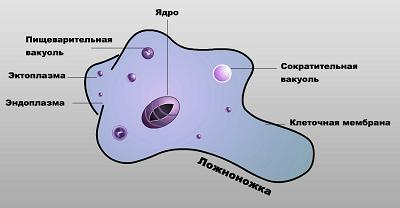 Ядро
Пищеварительная
вакуоль
Эктоплазма
Эндоплазма
Сократительная
вакуоль
Клеточная мембрана
Ложноножка